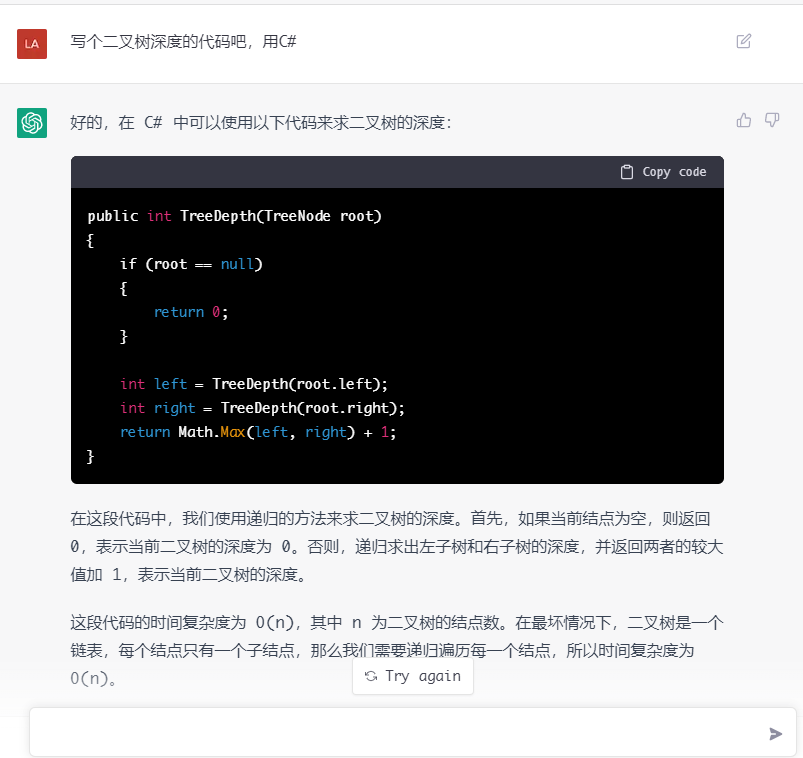 LA
写个二叉树深度的代码吧，用C#
好的，在 C# 中可以使用以下代码来求二叉树的深度：
Copy code
public int TreeDepth(TreeNode root)
{
    if (root == null)
    {
        return 0;
    }

    int left = TreeDepth(root.left);
    int right = TreeDepth(root.right);
    return Math.Max(left, right) + 1;
}
在这段代码中，我们使用递归的方法来求二叉树的深度。首先，如果当前结点为空，则返回
0，表示当前二叉树的深度为 0。否则，递归求出左子树和右子树的深度，并返回两者的较大
值加 1，表示当前二叉树的深度。
这段代码的时间复杂度为 O(n)，其中 n 为二叉树的结点数。在最坏情况下，二叉树是一个
链表，每个结点只有一个子结点，那么我们需要递归遍历每一个结点，所以时间复杂度为
O(n)。
Try again